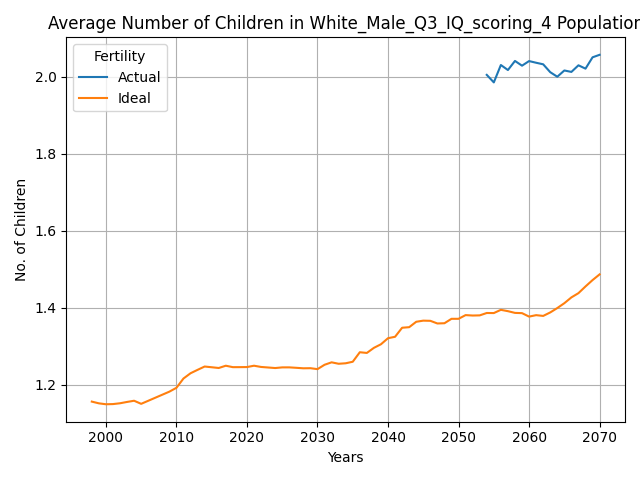 Average Number of Children in White_Male_Q3_IQ_scoring_4 Population
Fertility
Actual
Ideal
2.0
1.8
1.6
1.4
1.2
No. of Children
2000 2010 2020 2030 2040 2050 2060 2070
Years